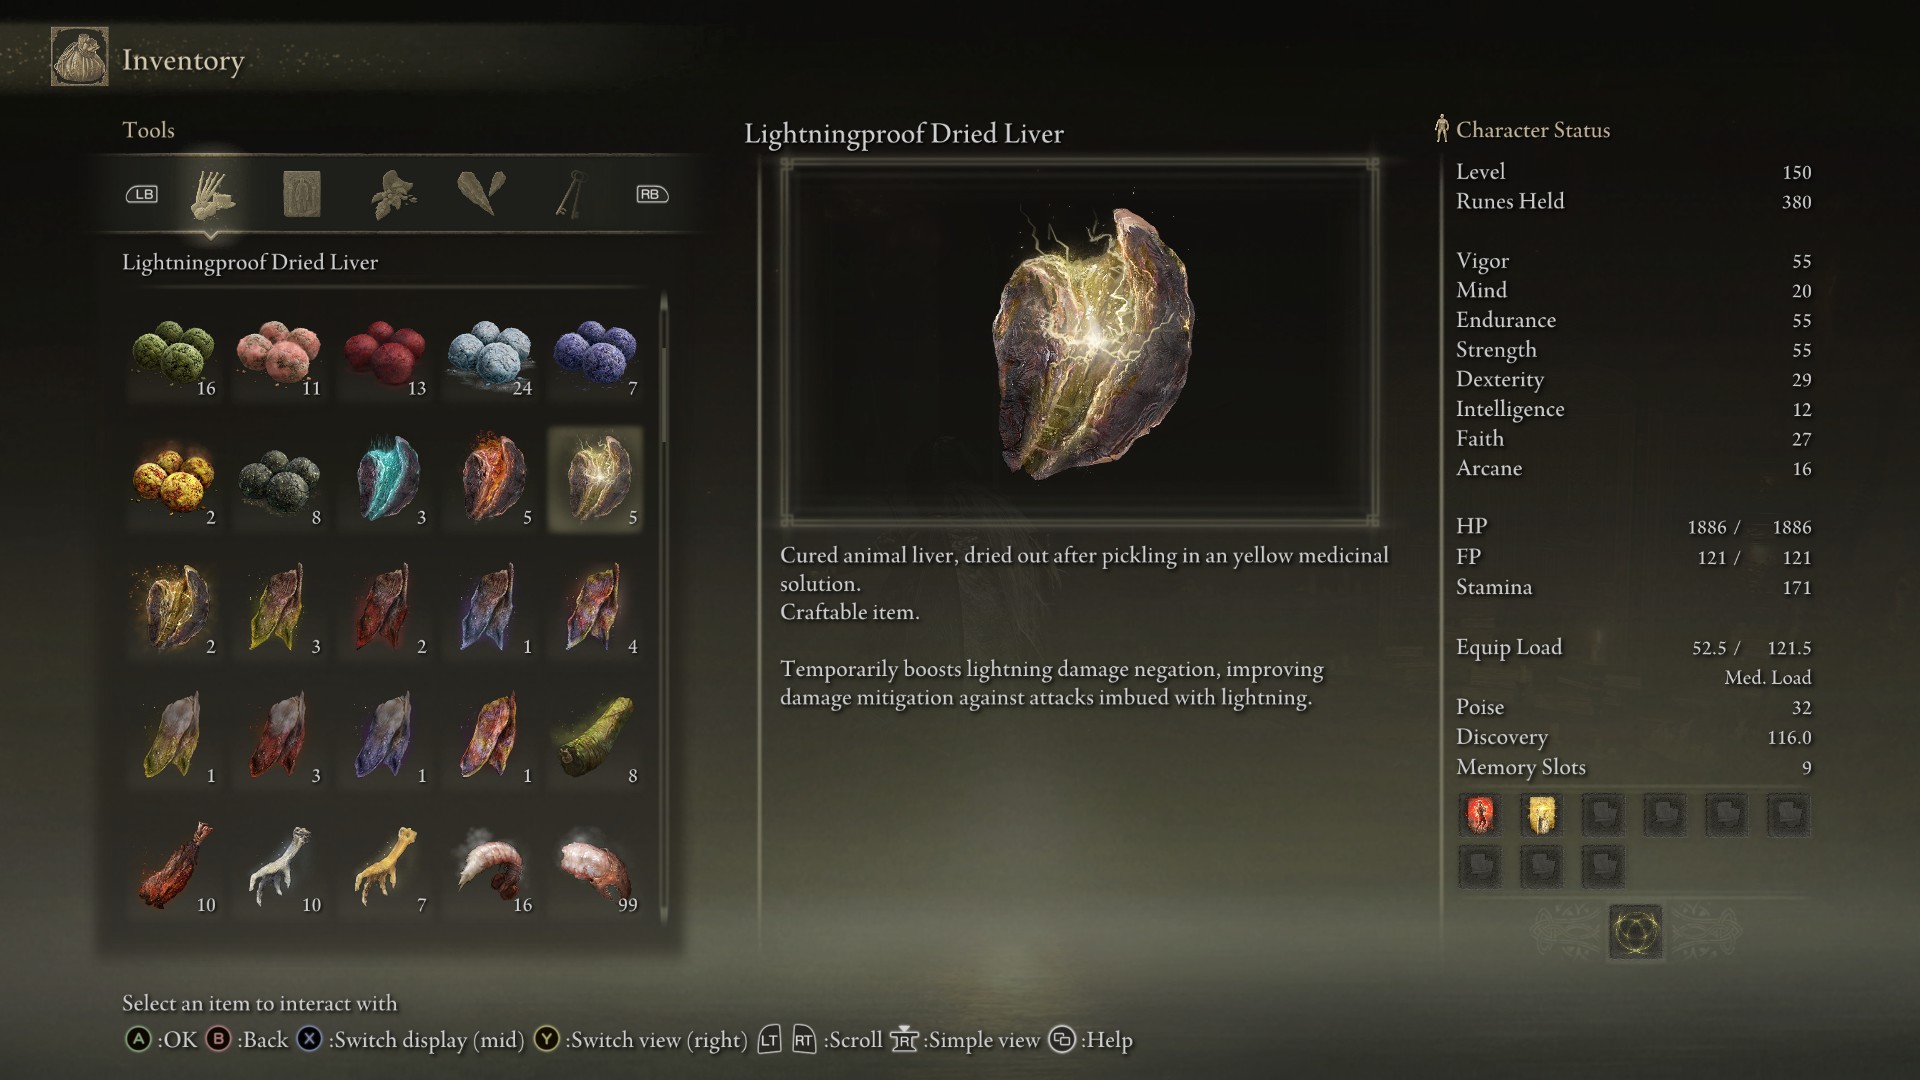 Inventory
Tools
LB
RB
Lightningproof Dried Liver
16 11 13 24 7
2 8 3 5 5
2 3 2 1 4
1 3 1 1 8
10 10 7 16 99
Lightningproof Dried Liver
Cured animal liver, dried out after pickling in an yellow medicinal
solution.
Craftable item.
Temporarily boosts lightning damage negation, improving
damage mitigation against attacks imbued with lightning.
Character Status
Level 150
Runes Held 380
Vigor 55
Mind 20
Endurance 55
Strength 55
Dexterity 29
Intelligence 12
Faith 27
Arcane 16
HP 1886 / 1886
FP 121 / 121
Stamina 171
Equip Load 52.5 / 121.5
Med. Load
Poise 32
Discovery 116.0
Memory Slots 9
Select an item to interact with
A :OK B :Back X :Switch display (mid) Y :Switch view (right) LT RT :Scroll R :Simple view :Help